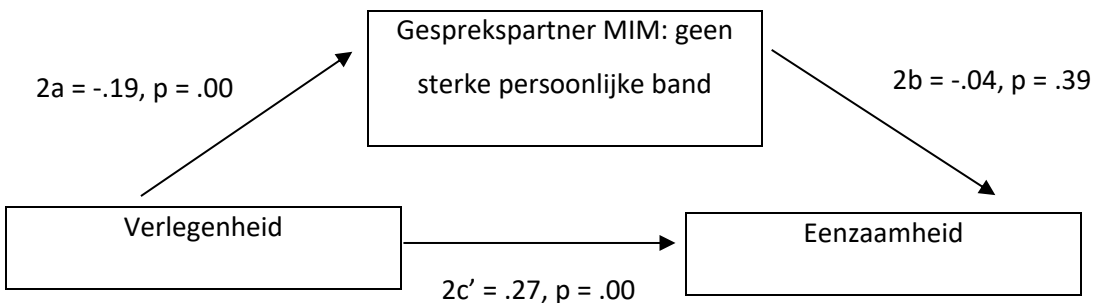 Gesprekspartner MIM: geen
sterke persoonlijke band
2a = -.19, p = .00
2b = -.04, p = .39
Verlegenheid
Eenzaamheid
2c’ = .27, p = .00